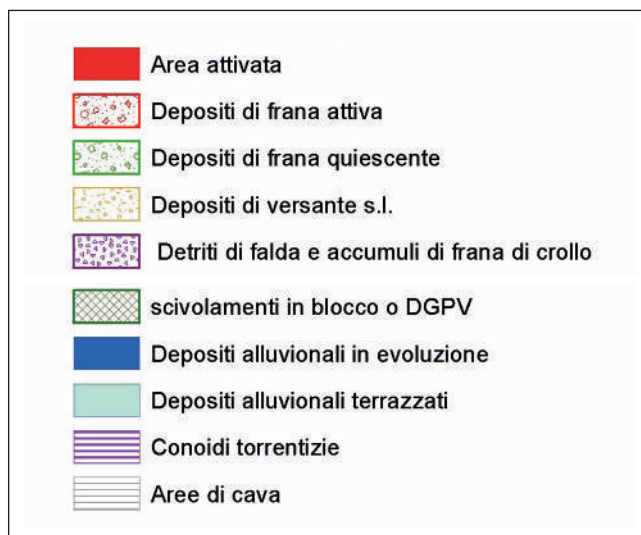 Area attivata
Depositi di frana attiva
Depositi di frana quiescente
Depositi di versante s.l.
Detriti di falda e accumuli di frana di crollo
scivolamenti in blocco o DGPV
Depositi alluvionali in evoluzione
Depositi alluvionali terrazzati
Conoidi torrentizie
Aree di cava